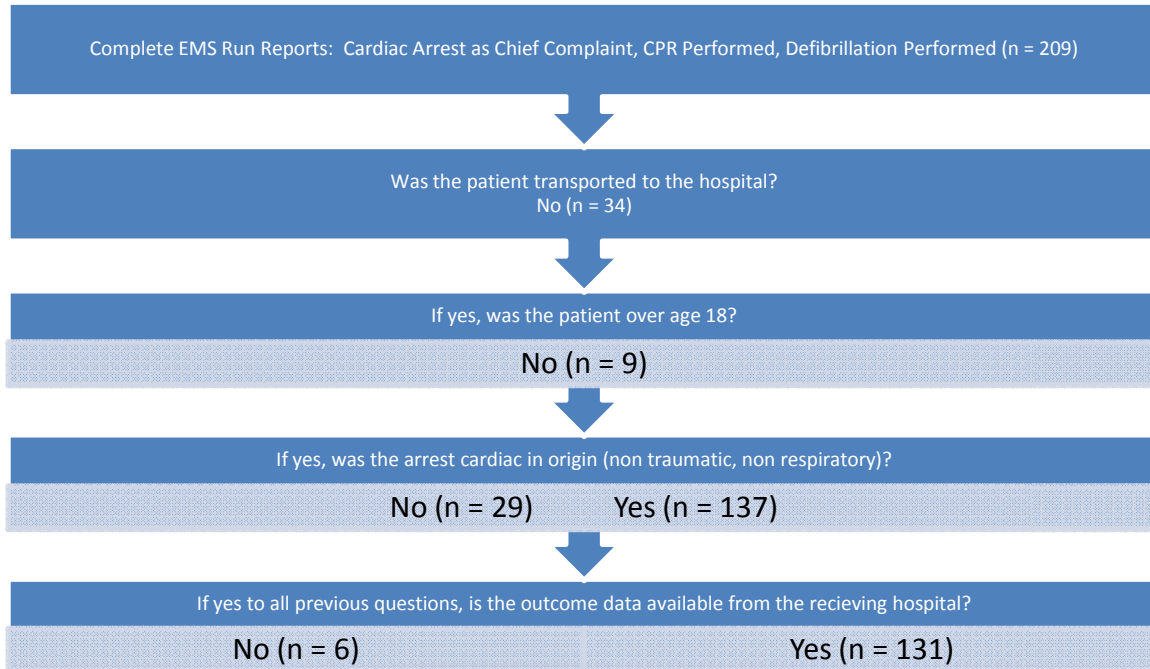 Complete EMS Run Reports:  Cardiac Arrest as Chief Complaint, CPR Performed, Defibrillation Performed (n = 209)
Was the patient transported to the hospital?
No (n = 34)
If yes, was the patient over age 18?
No (n = 9)
If yes, was the arrest cardiac in origin (non traumatic, non respiratory)?
No (n = 29) Yes (n = 137)
If yes to all previous questions, is the outcome data available from the recieving hospital?
No (n = 6) Yes (n = 131)